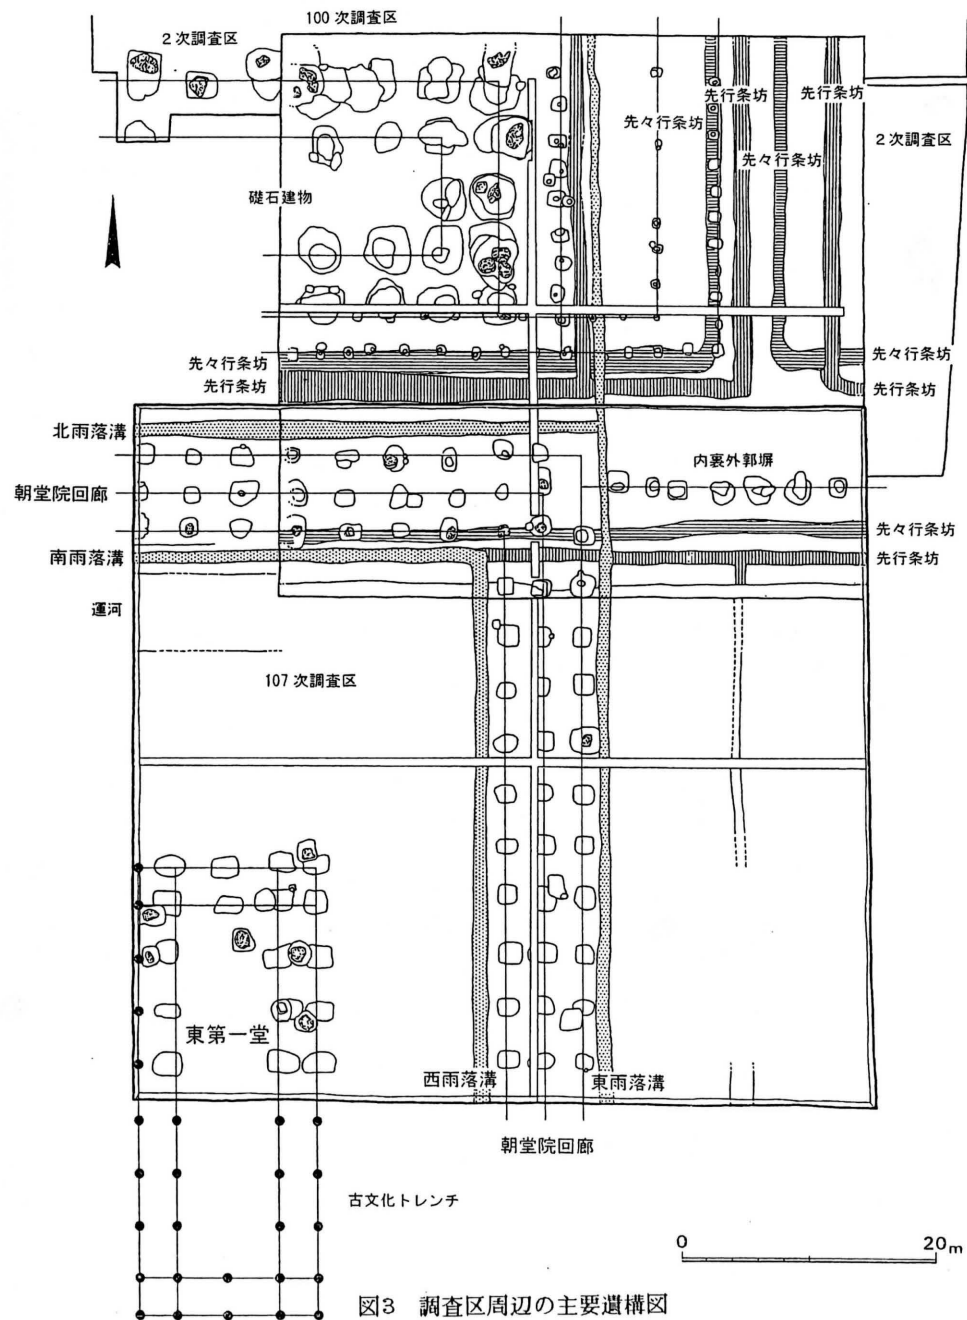 100次調査区
2次調査区
先行条坊
先行条坊
先々行条坊
2次調査区
先々行条坊
礎石建物
先々行条坊
先々行条坊
先行条坊
先行条坊
北雨落溝
内裏外郭塀
朝堂院回廊
先々行条坊
南雨落溝
先行条坊
運河
107次調査区
東第一堂
西雨落溝
東雨落溝
朝堂院回廊
古文化トレンチ
0 20m
図3 調査区周辺の主要遺構図